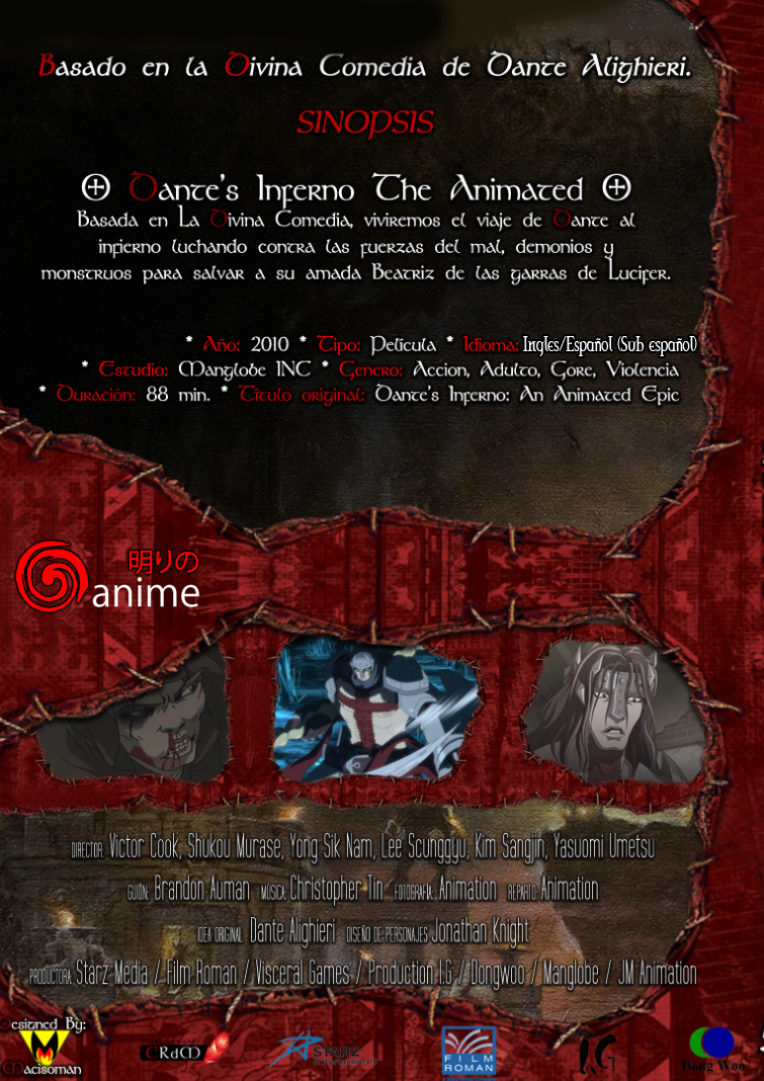 Basado en la Divina Comedia de Dante Alighieri.
SINOPSIS
Dante's Inferno The Animated
Basada en La Divina Comedia, viviremos el viaje de Dante al
infierno luchando contra las fuerzas del mal, demonios y
monstruos para salvar a su amada Beatriz de las garras de Lucifer.
* Año: 2010 * Tipo: Película * Idioma: Ingles/Español (Sub español)
* Estudio: Manglobe INC * Genero: Accion, Adulto, Gore, Violencia
* Duración: 88 min. * Título original: Dante's Inferno: An Animated Epic
明りの
anime
DIRECTOR: Victor Cook, Shukou Murase, Yong Sik Nam, Lee Seunggyu, Kim Sangjin, Yasuomi Umetsu
GUIÓN: Brandon Auman MÚSICA: Christopher Tin FOTOGRAFÍA: Animation REPARTO: Animation
IDEA ORIGINAL: Dante Alighieri DISEÑO DE PERSONAJES Jonathan Knight
PRODUCTORA: Starz Media / Film Roman / Visceral Games / Production I.G / Dongwoo / Manglobe / JM Animation
Designed By:
Macisoman
CRdM
STARZ
FILM
ROMAN
I.G
Dong Woo